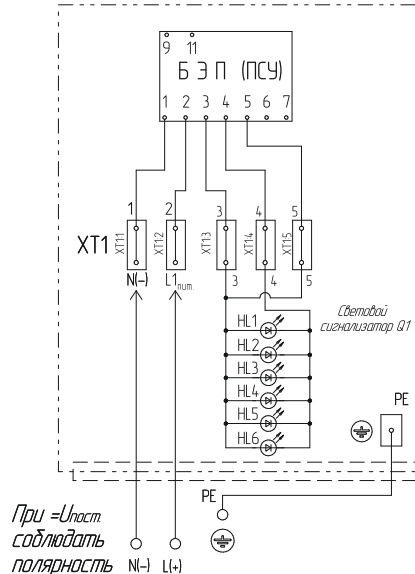 9 11
Б Э П (ПСУ)
1 2 3 4 5 6 7
1 2 3 4 5
XT1
XT11 XT12 XT13 XT14 XT15
N(-) L1пит. 3 4 5
Световой
сигнализатор Q1
HL1
HL2
HL3
HL4
HL5
HL6
PE
PE
При =Uпост.
соблюдать
полярность
N(-) L(+)